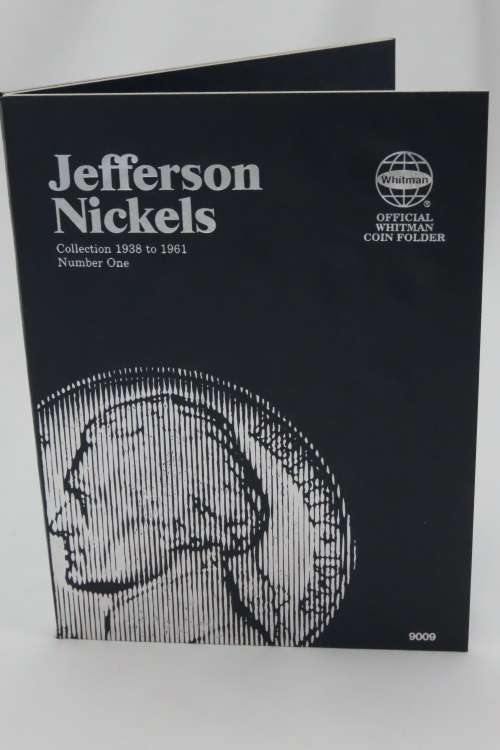 Jefferson
Nickels
Collection 1938 to 1961
Number One
Whitman
®
OFFICIAL
WHITMAN
COIN FOLDER
9009